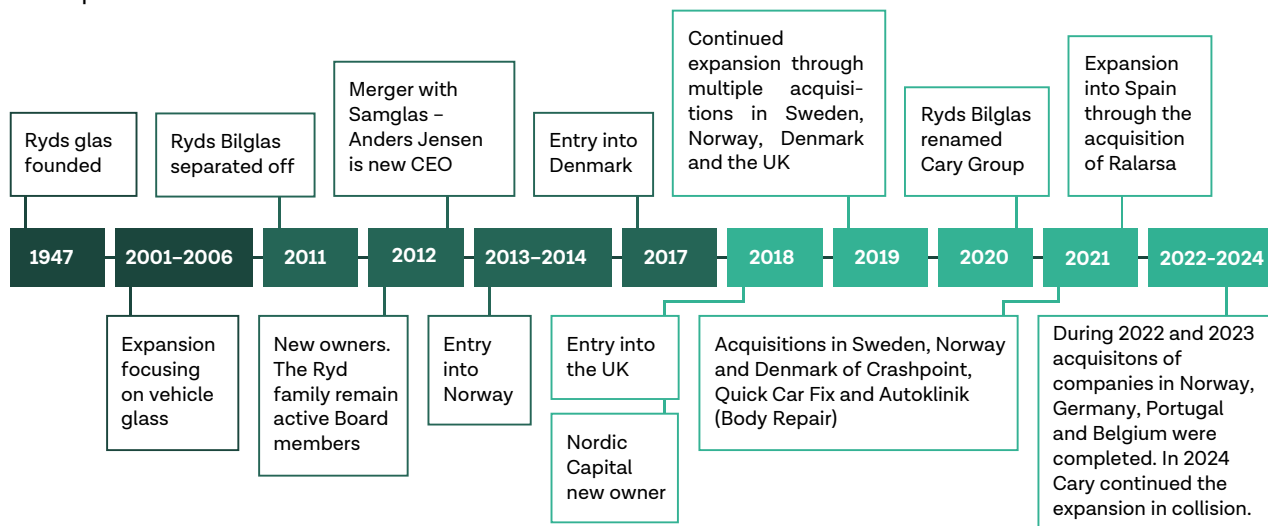 Ryds glas
founded
Ryds Bilglas
separated off
Merger with
Samglas –
Anders Jensen
is new CEO
Entry into
Denmark
Continued
expansion through
multiple acquisi-
tions in Sweden,
Norway, Denmark
and the UK
Ryds Bilglas
renamed
Cary Group
Expansion
into Spain
through the
acquisition
of Ralarsa
1947
2001–2006
2011
2012
2013–2014
2017
2018
2019
2020
2021
2022-2024
Expansion
focusing
on vehicle
glass
New owners.
The Ryd
family remain
active Board
members
Entry
into
Norway
Entry into
the UK
Nordic
Capital
new owner
Acquisitions in Sweden, Norway
and Denmark of Crashpoint,
Quick Car Fix and Autoklinik
(Body Repair)
During 2022 and 2023
acquisitons of
companies in Norway,
Germany, Portugal
and Belgium were
completed. In 2024
Cary continued the
expansion in collision.